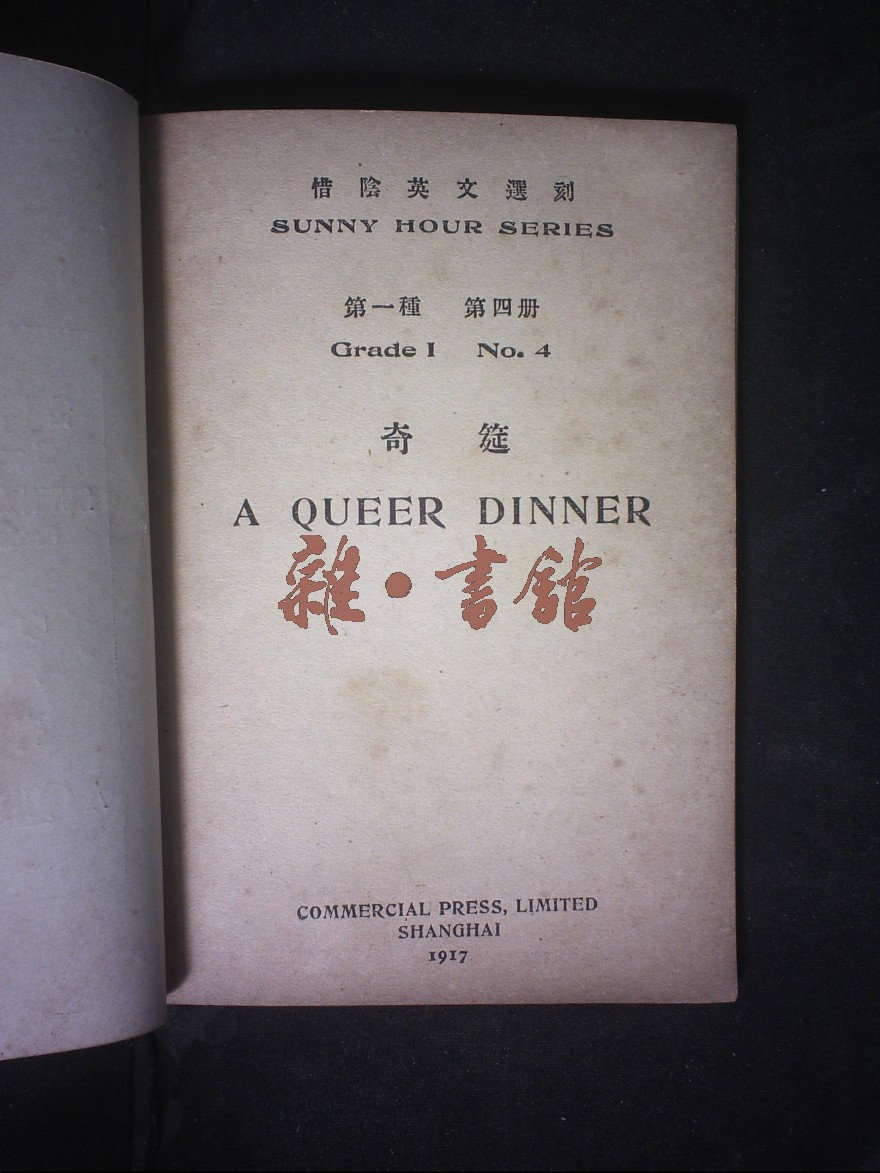 惜陰英文選刻
SUNNY HOUR SERIES
第一種 第四册
Grade I No. 4
奇筵
A QUEER DINNER
雜·書館
COMMERCIAL PRESS, LIMITED
SHANGHAI
1917